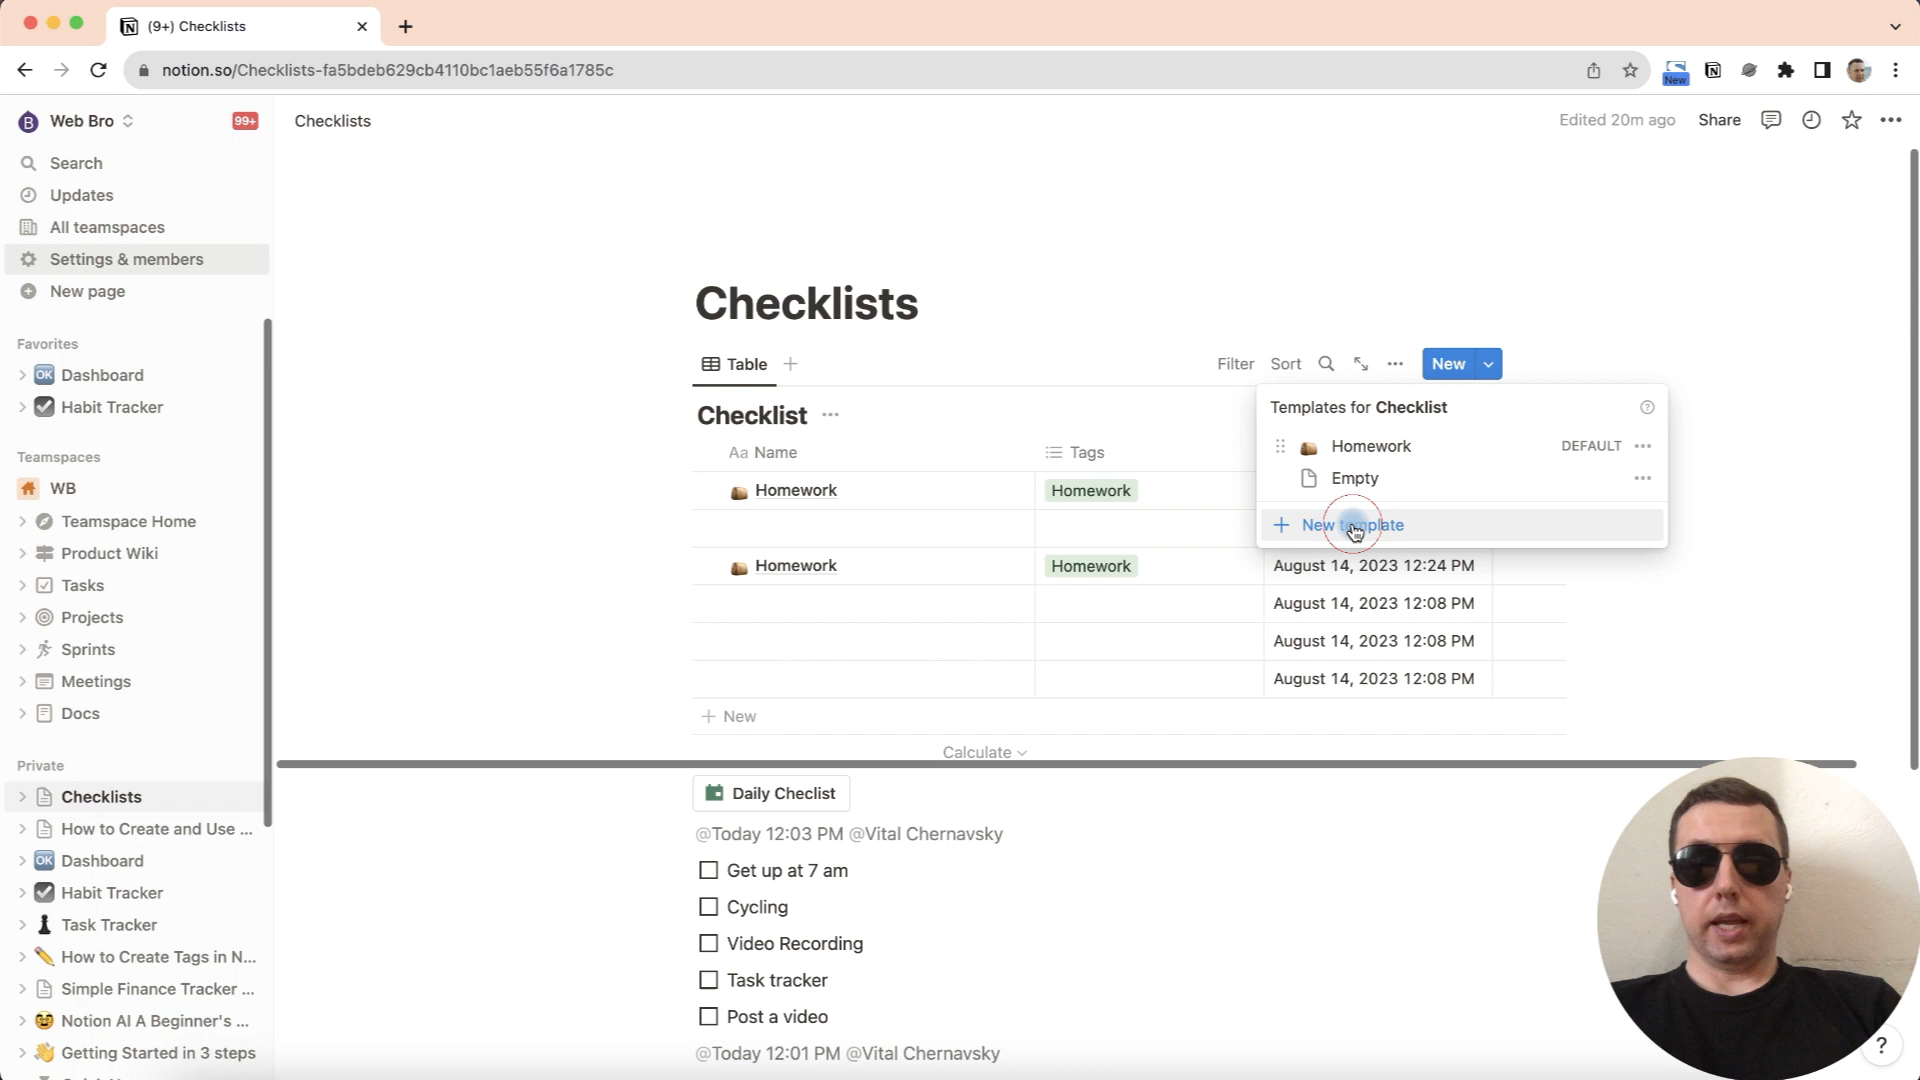 (9+) Checklists
notion.so/Checklists-fa5bdeb629cb4110bc1aeb55f6a1785c
New
Web Bro
99+
Checklists
Edited 20m ago
Share
Search
Updates
All teamspaces
Settings & members
New page
Favorites
Dashboard
Habit Tracker
Teamspaces
WB
Teamspace Home
Product Wiki
Tasks
Projects
Sprints
Meetings
Docs
Private
Checklists
How to Create and Use ...
Dashboard
Habit Tracker
Task Tracker
How to Create Tags in N...
Simple Finance Tracker ...
Notion AI A Beginner's ...
Getting Started in 3 steps
Checklists
Table
Filter
Sort
New
Checklist
Aa Name
Tags
Homework
Homework
Homework
Homework
August 14, 2023 12:24 PM
August 14, 2023 12:08 PM
August 14, 2023 12:08 PM
August 14, 2023 12:08 PM
Templates for Checklist
Homework
DEFAULT
Empty
New template
New
Calculate
Daily Checlist
@Today 12:03 PM @Vital Chernavsky
Get up at 7 am
Cycling
Video Recording
Task tracker
Post a video
@Today 12:01 PM @Vital Chernavsky
?